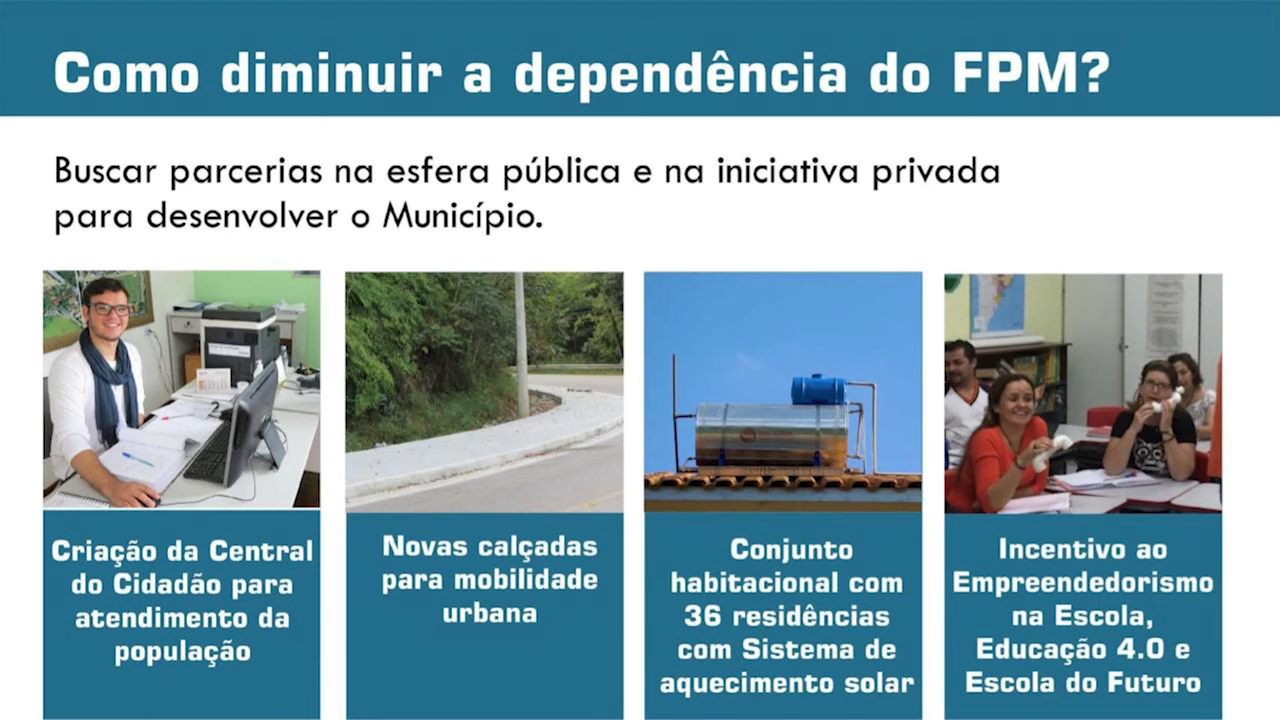 Como diminuir a dependência do FPM?
Buscar parcerias na esfera pública e na iniciativa privada
para desenvolver o Município.
Criação da Central
do Cidadão para
atendimento da
população
Novas calçadas
para mobilidade
urbana
Conjunto
habitacional com
36 residências
com Sistema de
aquecimento solar
Incentivo ao
Empreendedorismo
na Escola,
Educação 4.0 e
Escola do Futuro